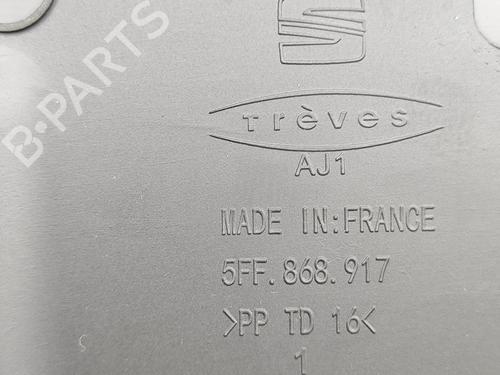 B-PARTS
Trèves
AJ1
MADE IN:FRANCE
5FF.868.917
>PP TD 16<
1